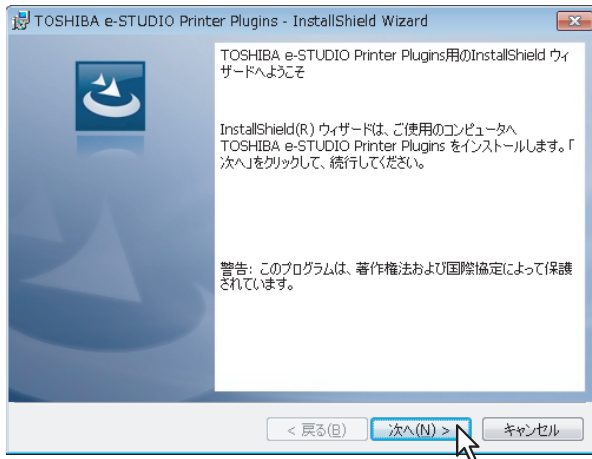 TOSHIBA e-STUDIO Printer Plugins - InstallShield Wizard
TOSHIBA e-STUDIO Printer Plugins用のInstallShield ウィ
ザードへようこそ
InstallShield(R) ウィザードは、ご使用のコンピュータへ
TOSHIBA e-STUDIO Printer Plugins をインストールします。「
次へ」をクリックして、続行してください。
警告: このプログラムは、著作権法および国際協定によって保護
されています。
< 戻る(B)
次へ(N) >
キャンセル